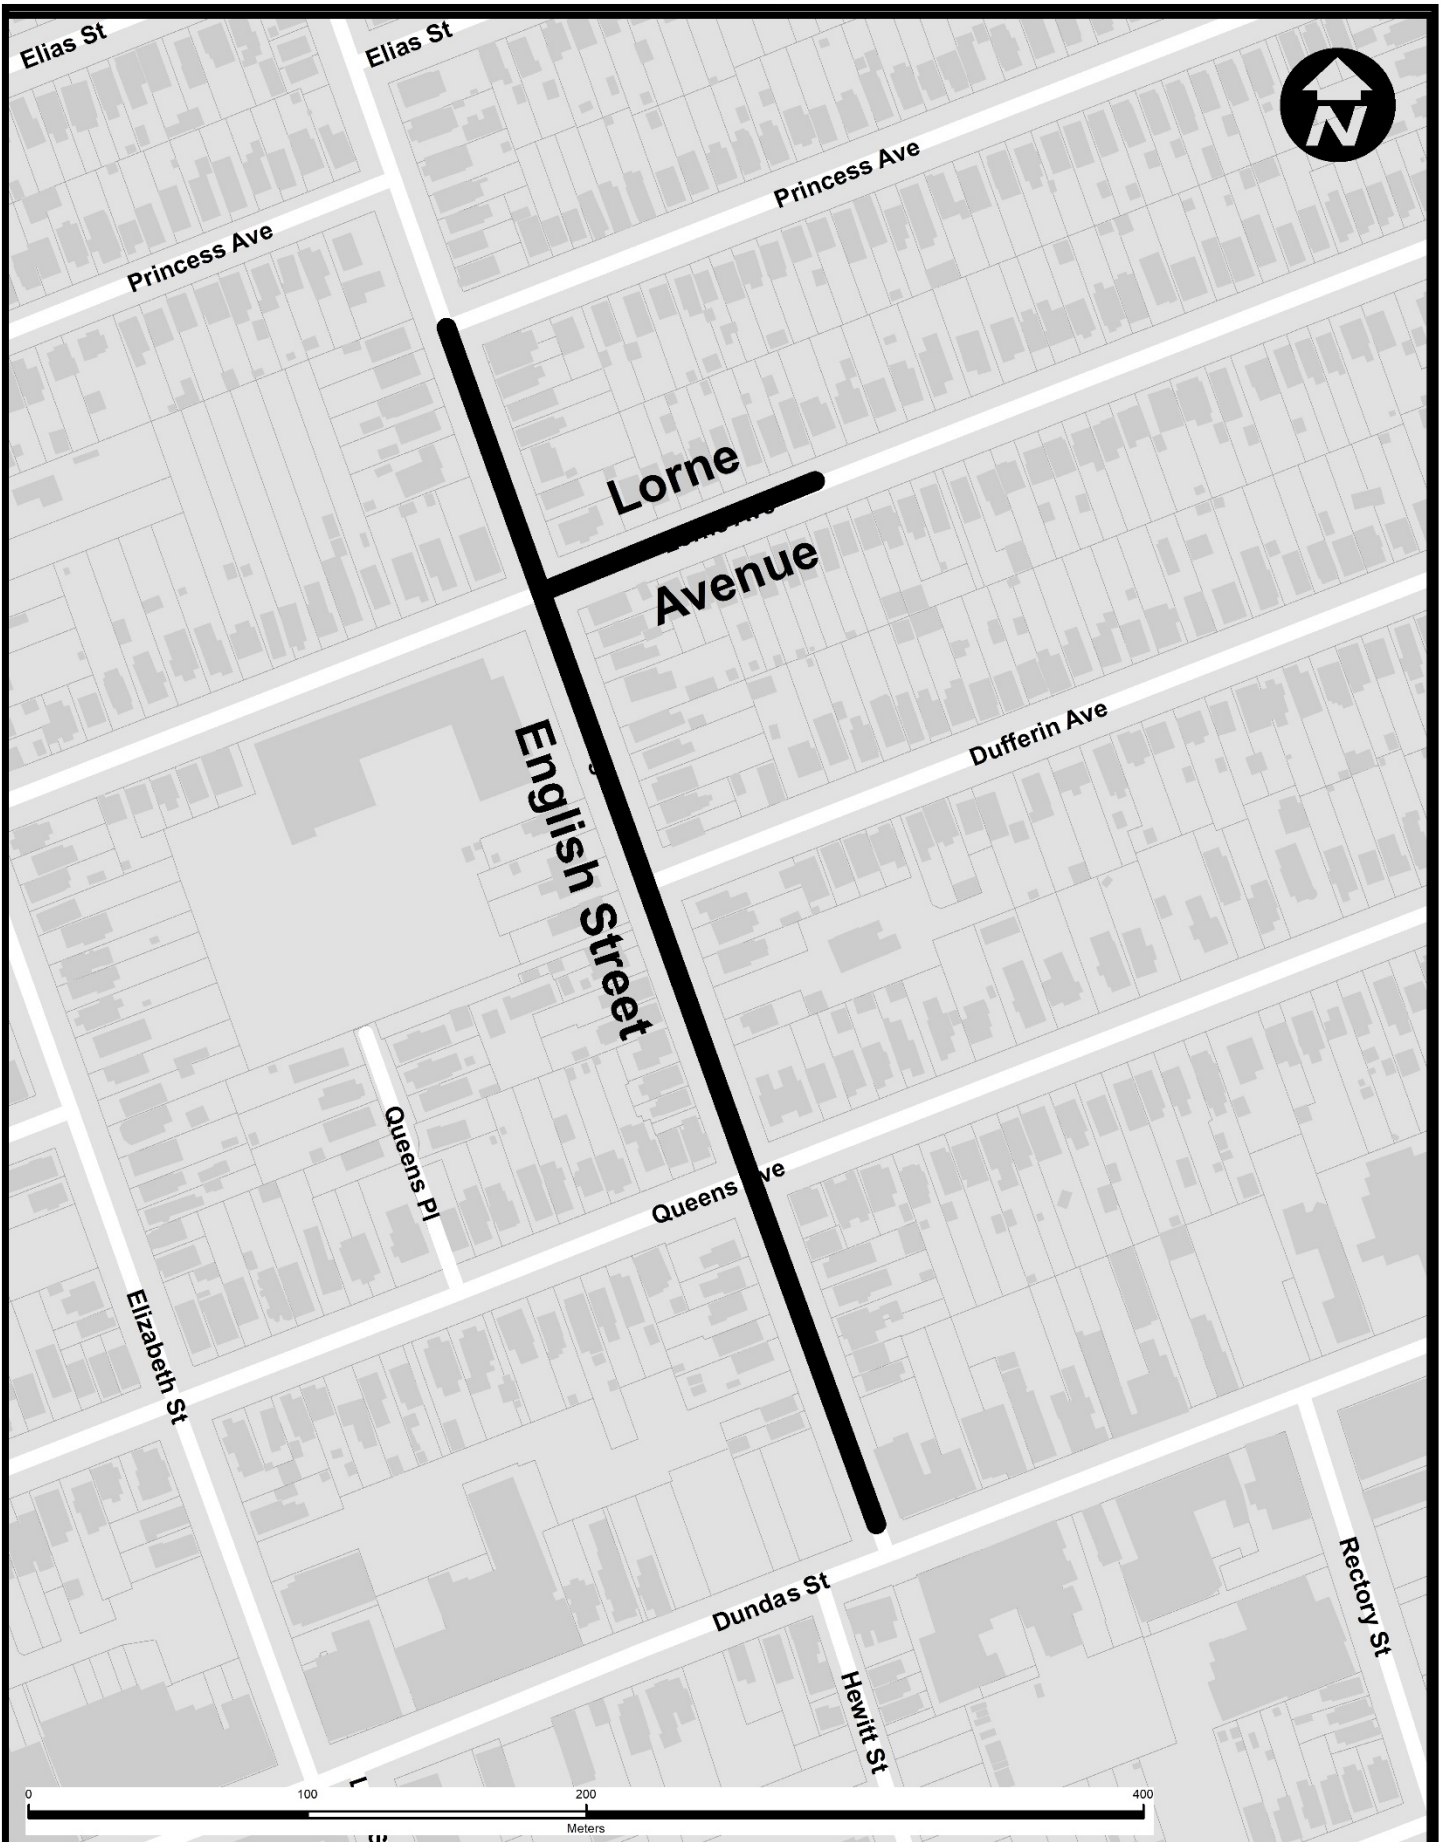 Elias St
Elias St
N
Princess Ave
Princess Ave
Lorne
Avenue
Dufferin Ave
English Street
Queens Pl
Queens
Elizabeth St
Dundas St
Rectory St
Hewitt St
0 100 200 400
Meters